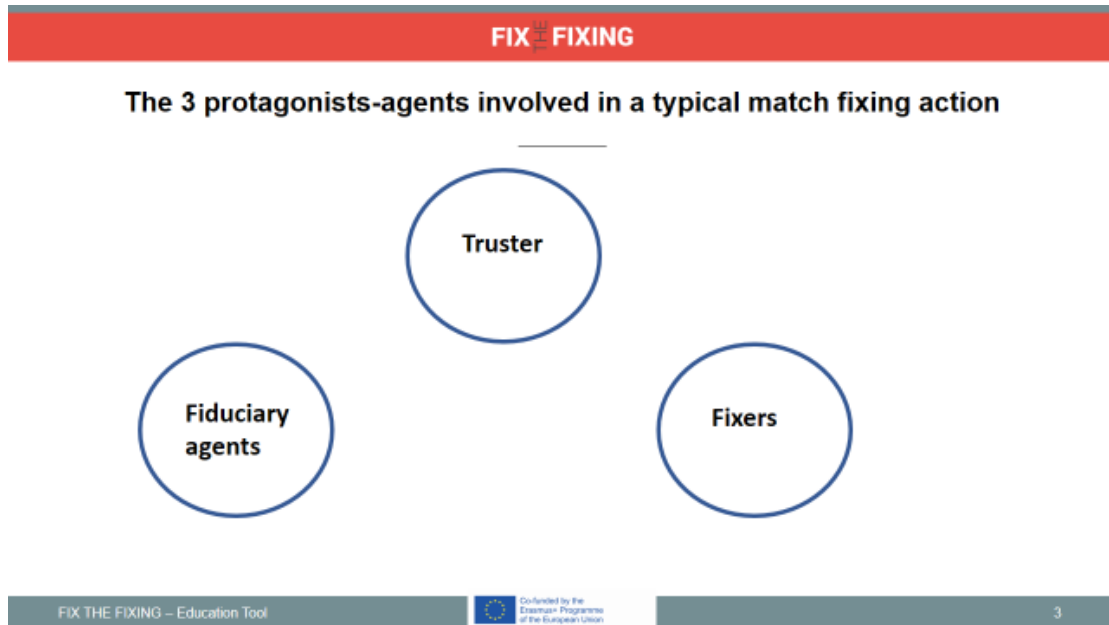 FIX THE FIXING
The 3 protagonists-agents involved in a typical match fixing action
Truster
Fiduciary
agents
Fixers
FIX THE FIXING – Education Tool
Co-funded by the
Erasmus+ Programme
of the European Union
3